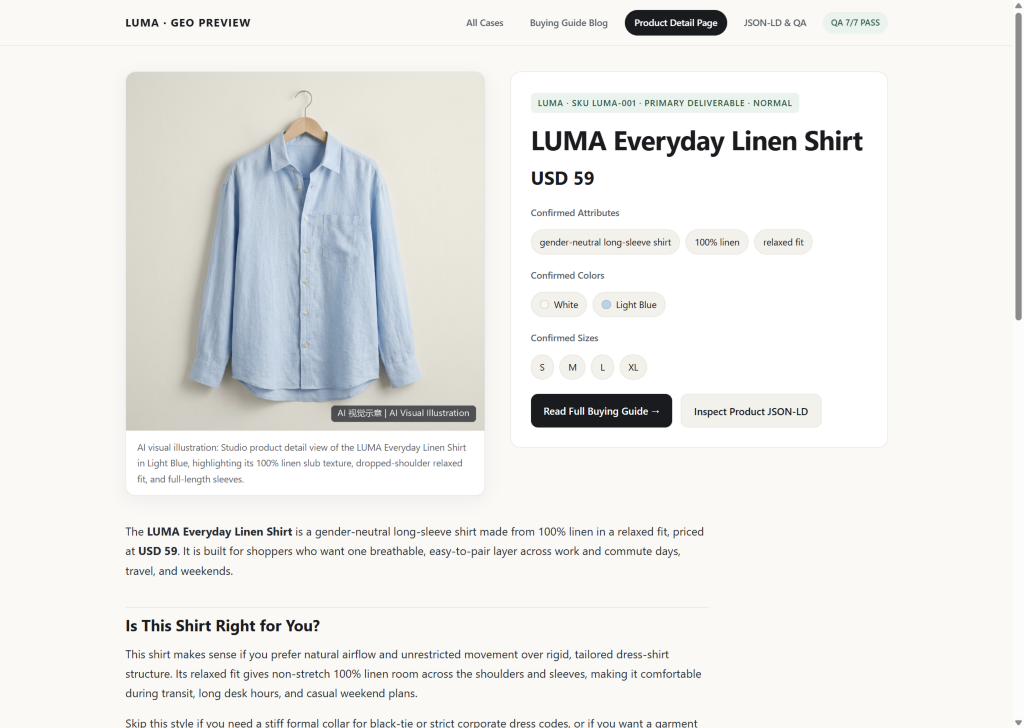 LUMA · GEO PREVIEW
All Cases
Buying Guide Blog
Product Detail Page
JSON-LD & QA
QA 7/7 PASS
AI 视觉示意 | AI Visual Illustration
AI visual illustration: Studio product detail view of the LUMA Everyday Linen Shirt
in Light Blue, highlighting its 100% linen slub texture, dropped-shoulder relaxed
fit, and full-length sleeves.
LUMA · SKU LUMA-001 · PRIMARY DELIVERABLE · NORMAL
LUMA Everyday Linen Shirt
USD 59
Confirmed Attributes
gender-neutral long-sleeve shirt
100% linen
relaxed fit
Confirmed Colors
White
Light Blue
Confirmed Sizes
S
M
L
XL
Read Full Buying Guide →
Inspect Product JSON-LD
The LUMA Everyday Linen Shirt is a gender-neutral long-sleeve shirt made from 100% linen in a relaxed fit, priced
at USD 59. It is built for shoppers who want one breathable, easy-to-pair layer across work and commute days,
travel, and weekends.
Is This Shirt Right for You?
This shirt makes sense if you prefer natural airflow and unrestricted movement over rigid, tailored dress-shirt
structure. Its relaxed fit gives non-stretch 100% linen room across the shoulders and sleeves, making it comfortable
during transit, long desk hours, and casual weekend plans.
Skip this style if you need a stiff formal collar for black-tie or strict corporate dress codes, or if you want a garment